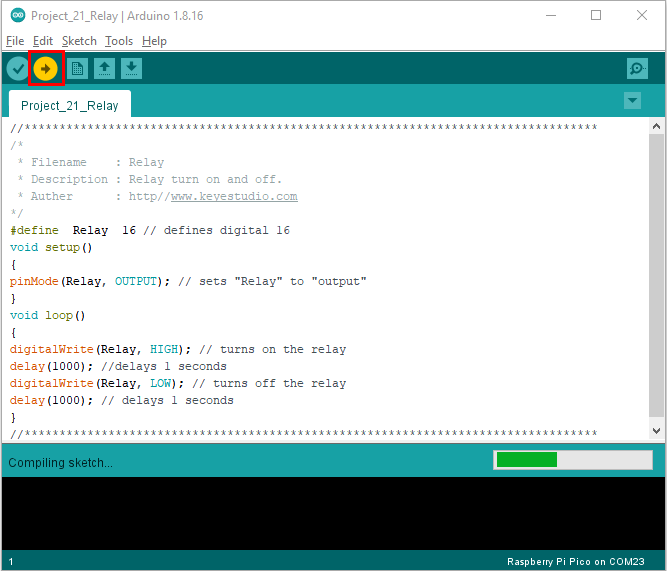 Project_21_Relay | Arduino 1.8.16
File Edit Sketch Tools Help
Project_21_Relay
//**********************************************************************************
/*
 * Filename    : Relay
 * Description : Relay turn on and off.
 * Auther      : http//www.keyestudio.com
*/
#define  Relay  16 // defines digital 16
void setup()
{
pinMode(Relay, OUTPUT); // sets "Relay" to "output"
}
void loop()
{
digitalWrite(Relay, HIGH); // turns on the relay
delay(1000); //delays 1 seconds
digitalWrite(Relay, LOW); // turns off the relay
delay(1000); // delays 1 seconds
}
//**********************************************************************************
Compiling sketch...
1
Raspberry Pi Pico on COM23